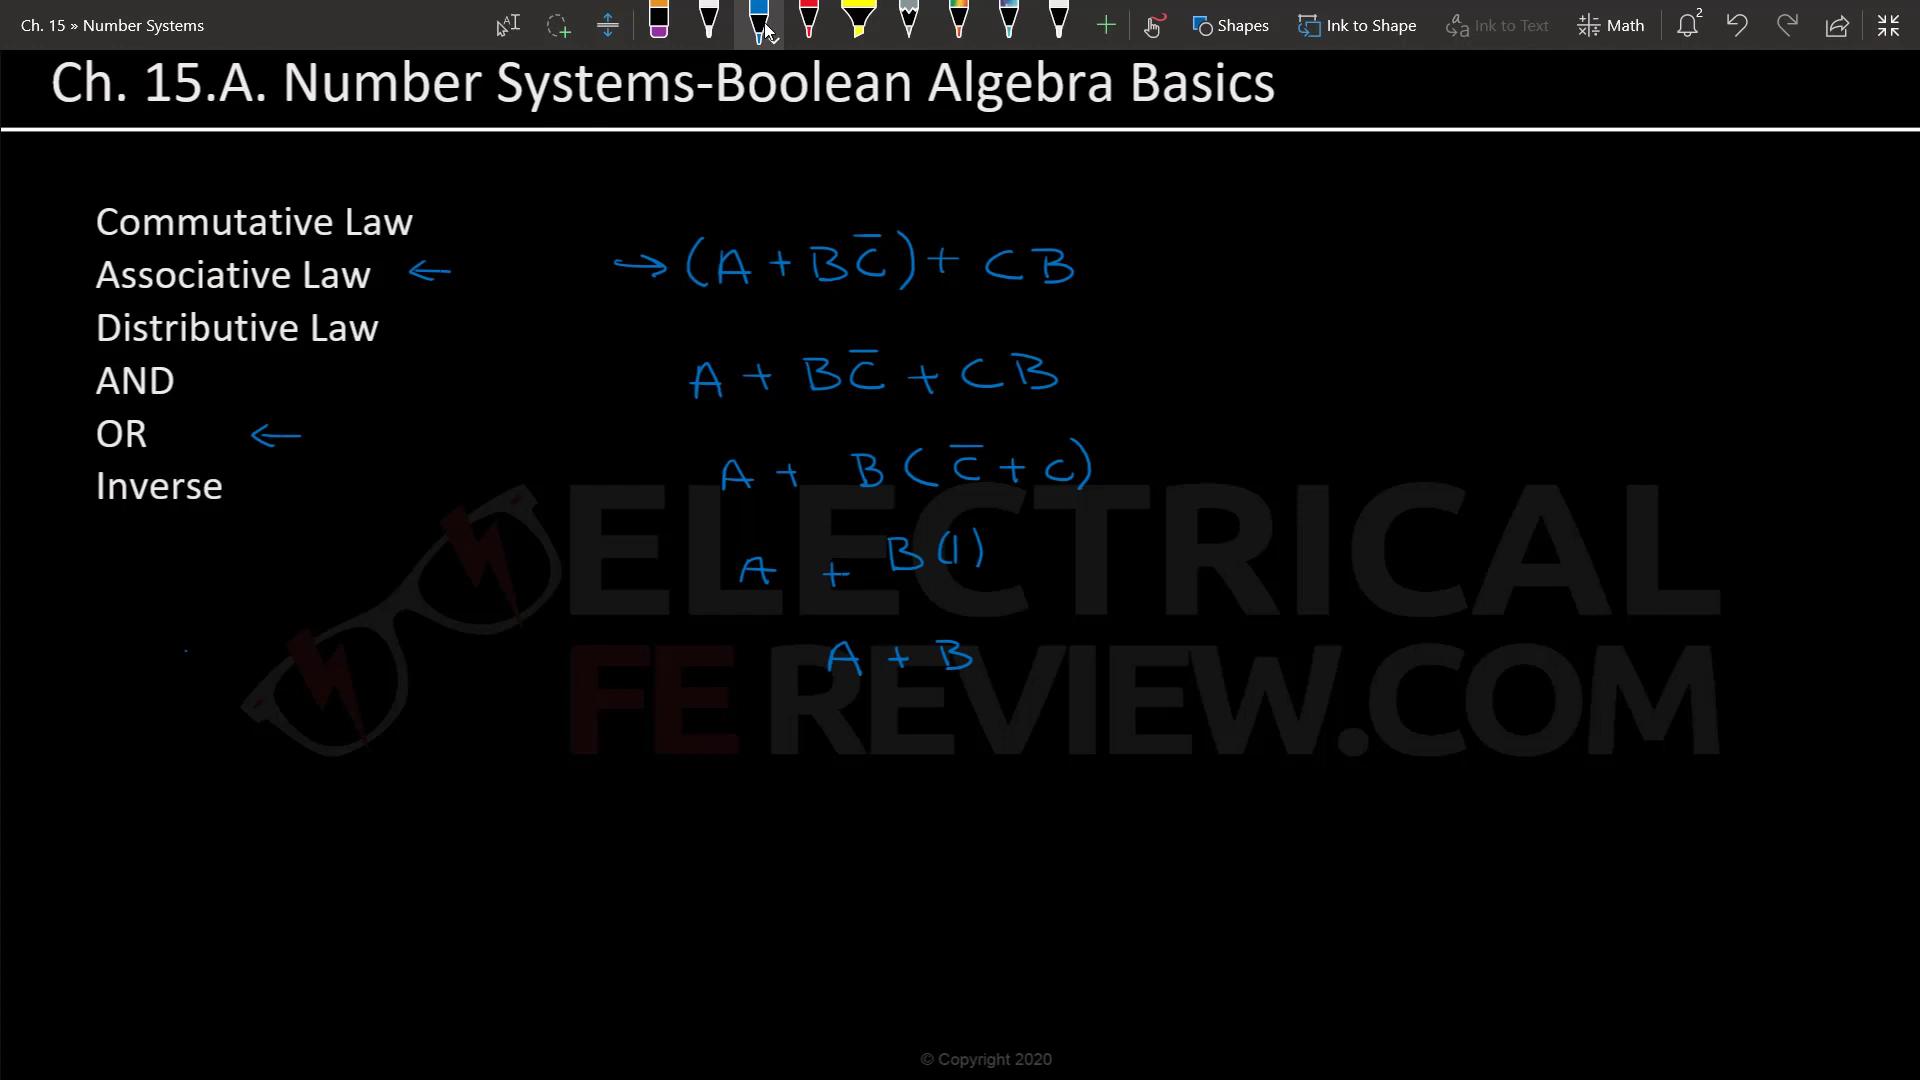 Ch. 15 » Number Systems
Shapes
Ink to Shape
Ink to Text
Math
2
Ch. 15.A. Number Systems-Boolean Algebra Basics
Commutative Law
Associative Law ←
Distributive Law
AND
OR ←
Inverse
→ (A + BC̅) + CB
A + BC̅ + CB
A + B(C̅ + C)
A + B(1)
A + B
ELECTRICAL
FE REVIEW.COM
© Copyright 2020